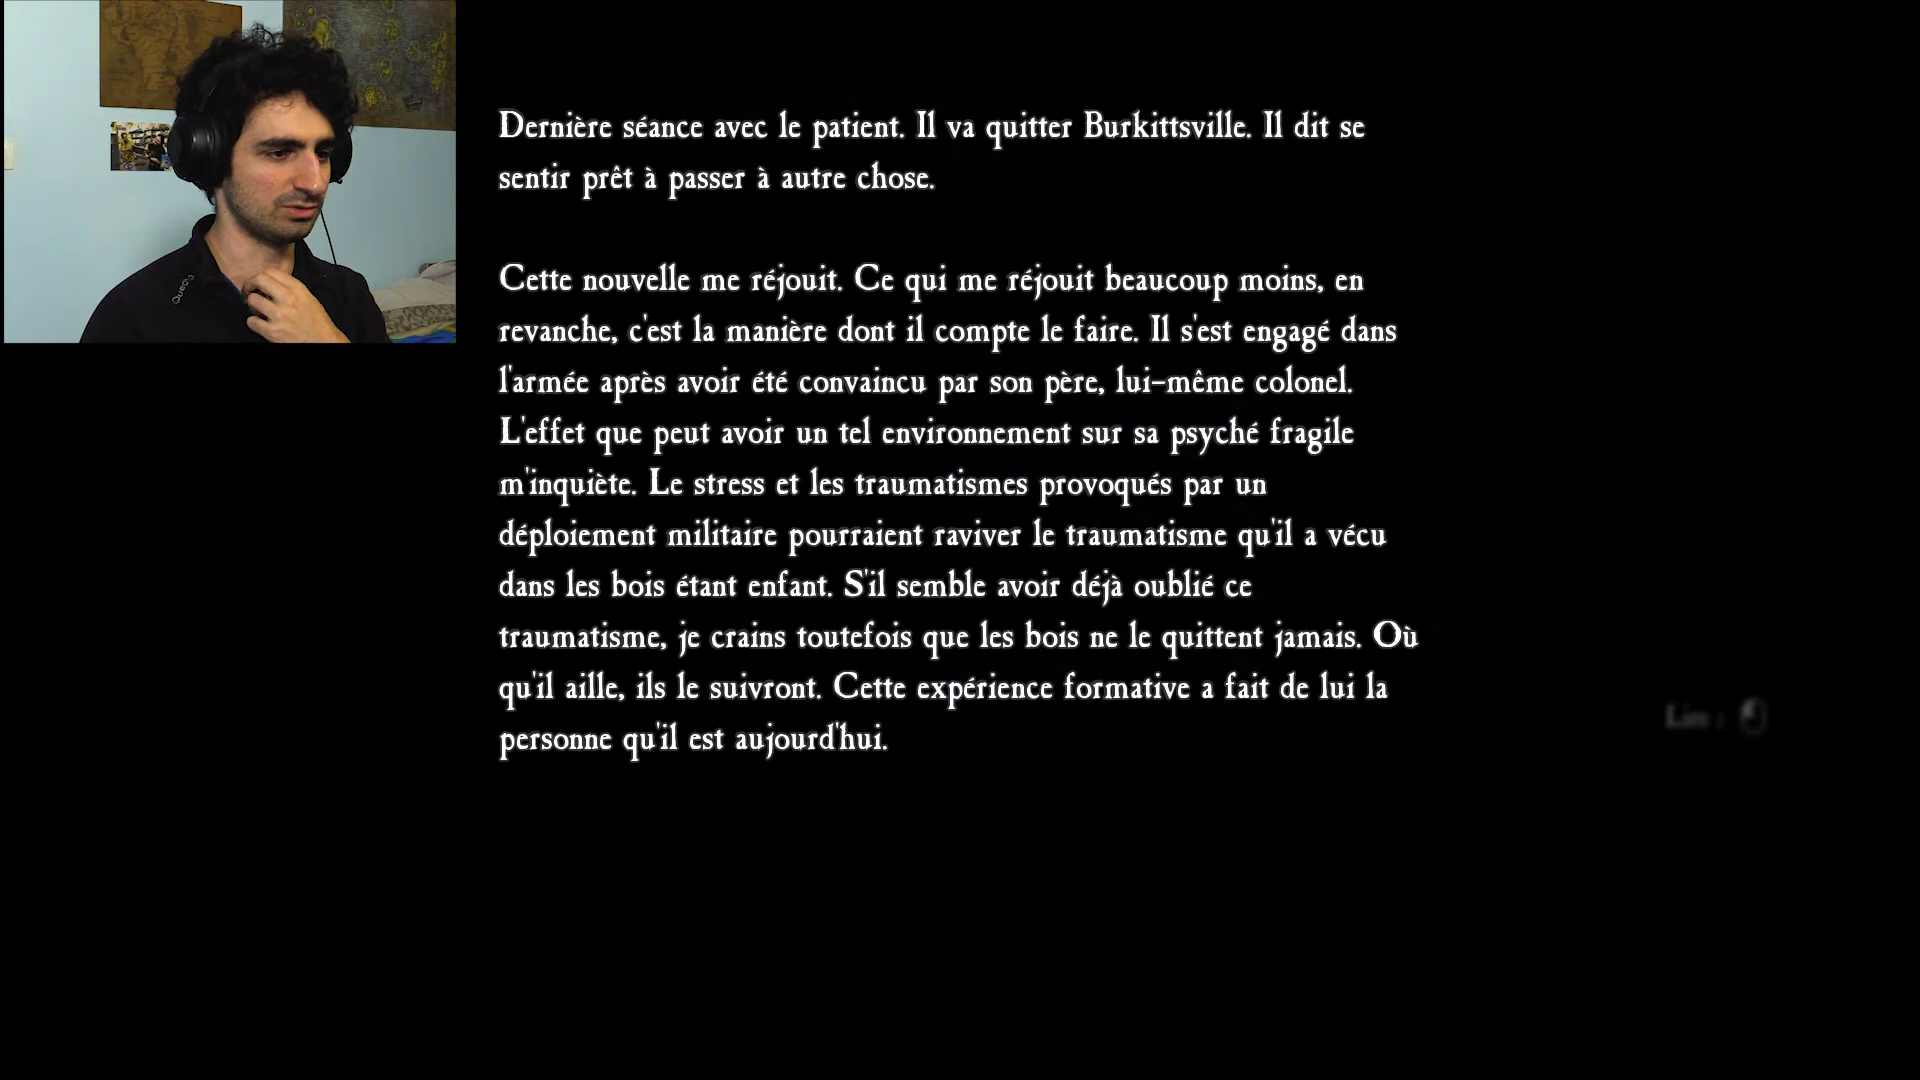 Dernière séance avec le patient. Il va quitter Burkittsville. Il dit se
sentir prêt à passer à autre chose.
Cette nouvelle me réjouit. Ce qui me réjouit beaucoup moins, en
revanche, c'est la manière dont il compte le faire. Il s'est engagé dans
l'armée après avoir été convaincu par son père, lui-même colonel.
L'effet que peut avoir un tel environnement sur sa psyché fragile
m'inquiète. Le stress et les traumatismes provoqués par un
déploiement militaire pourraient raviver le traumatisme qu'il a vécu
dans les bois étant enfant. S'il semble avoir déjà oublié ce
traumatisme, je crains toutefois que les bois ne le quittent jamais. Où
qu'il aille, ils le suivront. Cette expérience formative a fait de lui la
personne qu'il est aujourd'hui.
Lire :